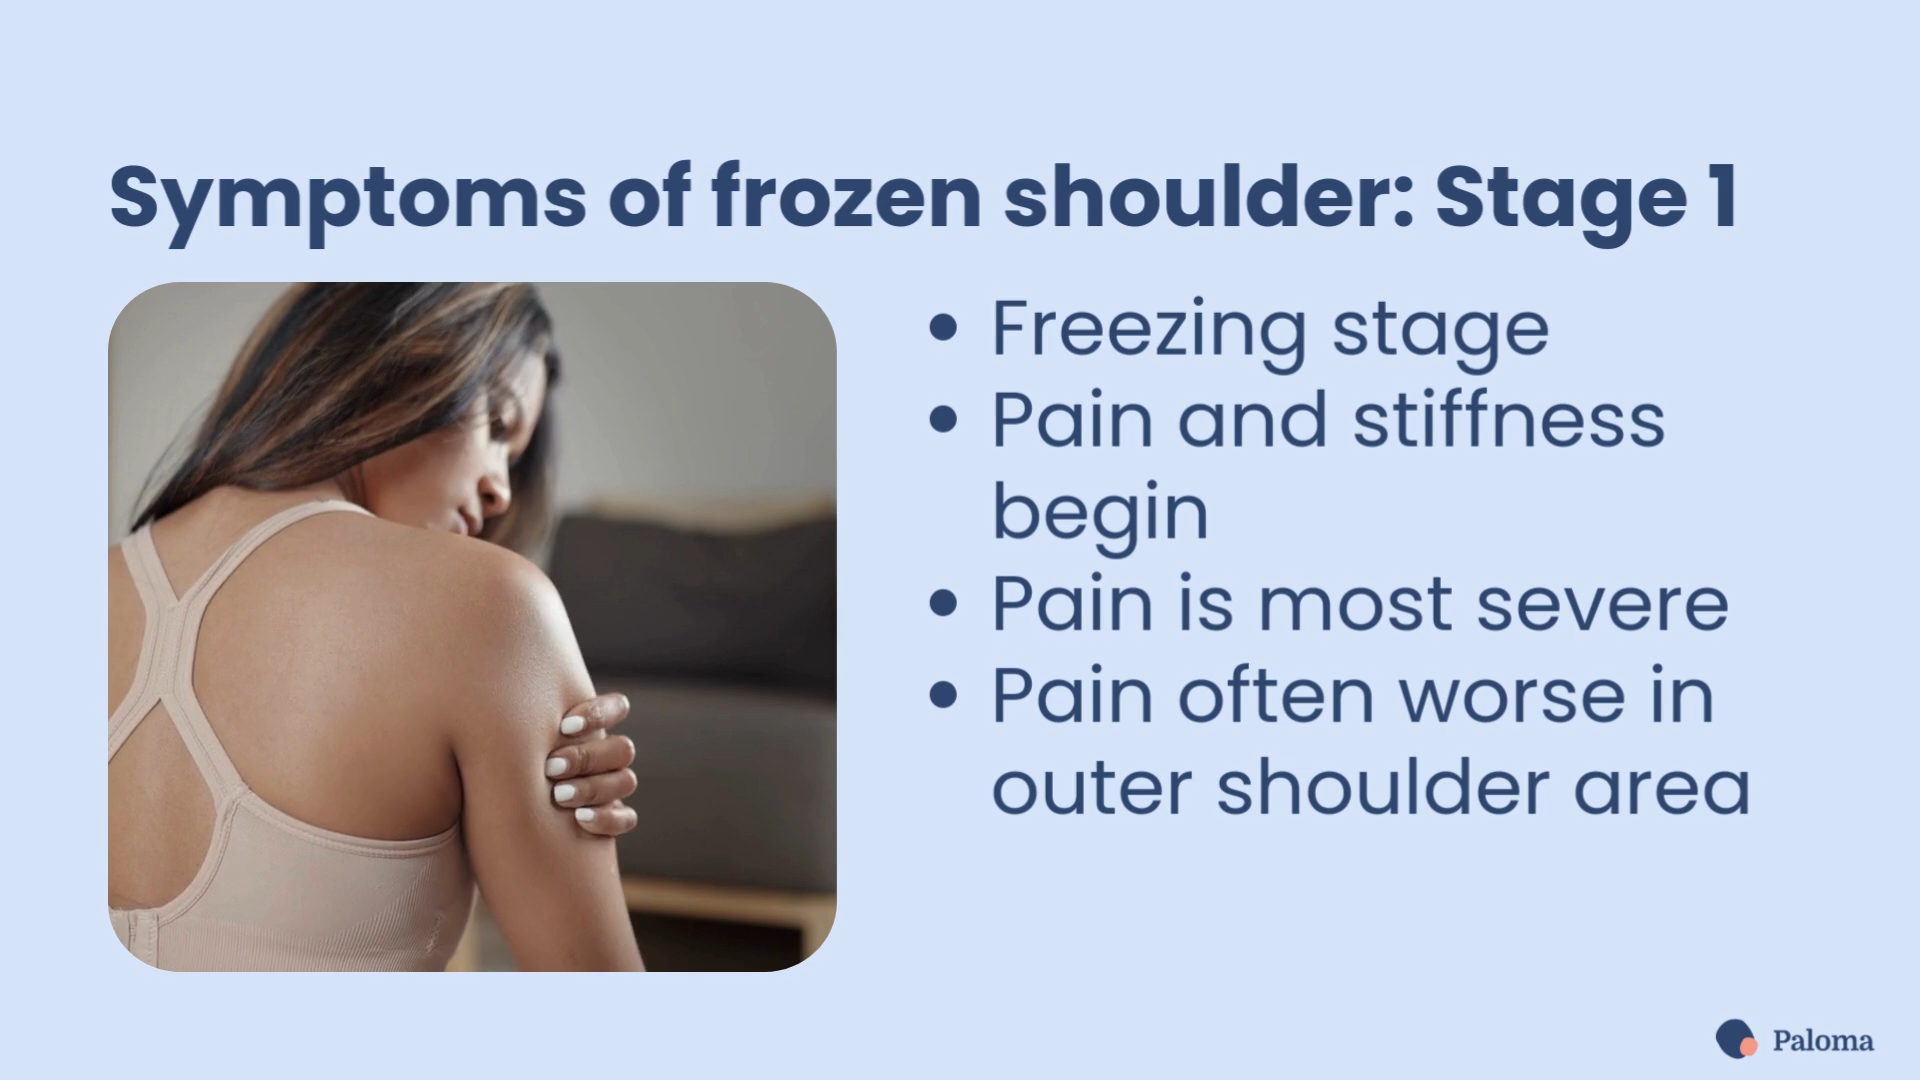 Symptoms of frozen shoulder: Stage 1
• Freezing stage
• Pain and stiffness
begin
• Pain is most severe
• Pain often worse in
outer shoulder area
Paloma